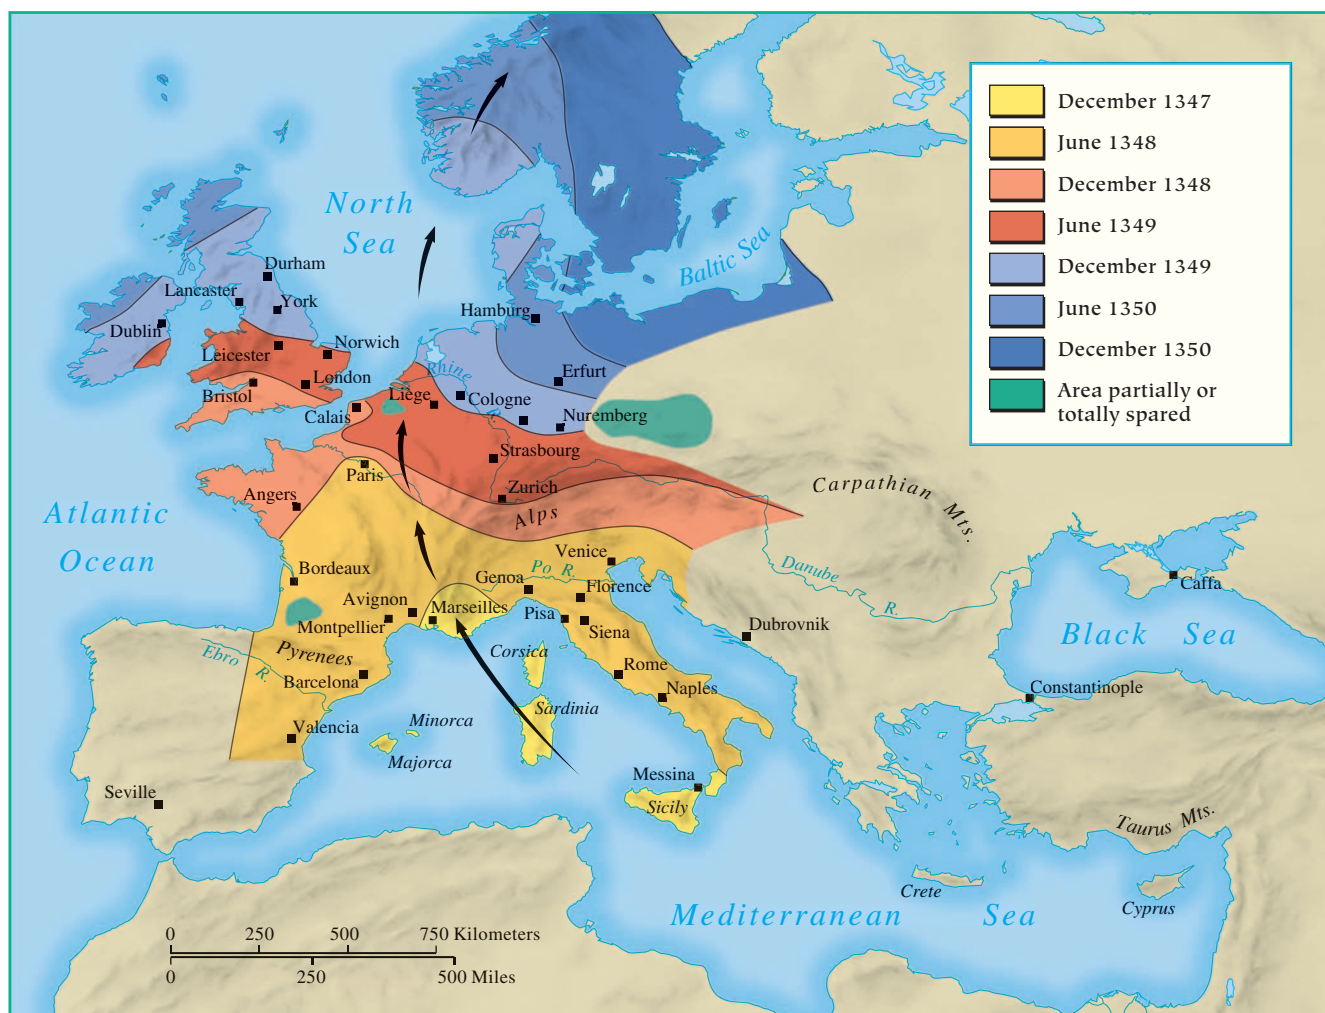 December 1347
June 1348
December 1348
June 1349
December 1349
June 1350
December 1350
Area partially or
totally spared
North
Sea
Baltic Sea
Durham
Lancaster
York
Dublin
Hamburg
Norwich
Leicester
Rhine
R.
Erfurt
London
Bristol
Liège
Cologne
Calais
Nuremberg
Strasbourg
Paris
Zurich
Angers
Alps
Carpathian
Mts.
Atlantic
Ocean
Venice
Po R.
Danube
R.
Bordeaux
Genoa
Florence
Caffa
Avignon
Marseilles
Pisa
Montpellier
Siena
Dubrovnik
Black Sea
Pyrenees
Ebro
R.
Corsica
Barcelona
Rome
Naples
Constantinople
Sardinia
Minorca
Valencia
Majorca
Messina
Seville
Sicily
Taurus Mts.
Crete
Cyprus
Mediterranean Sea
0 250 500 750 Kilometers
0 250 500 Miles